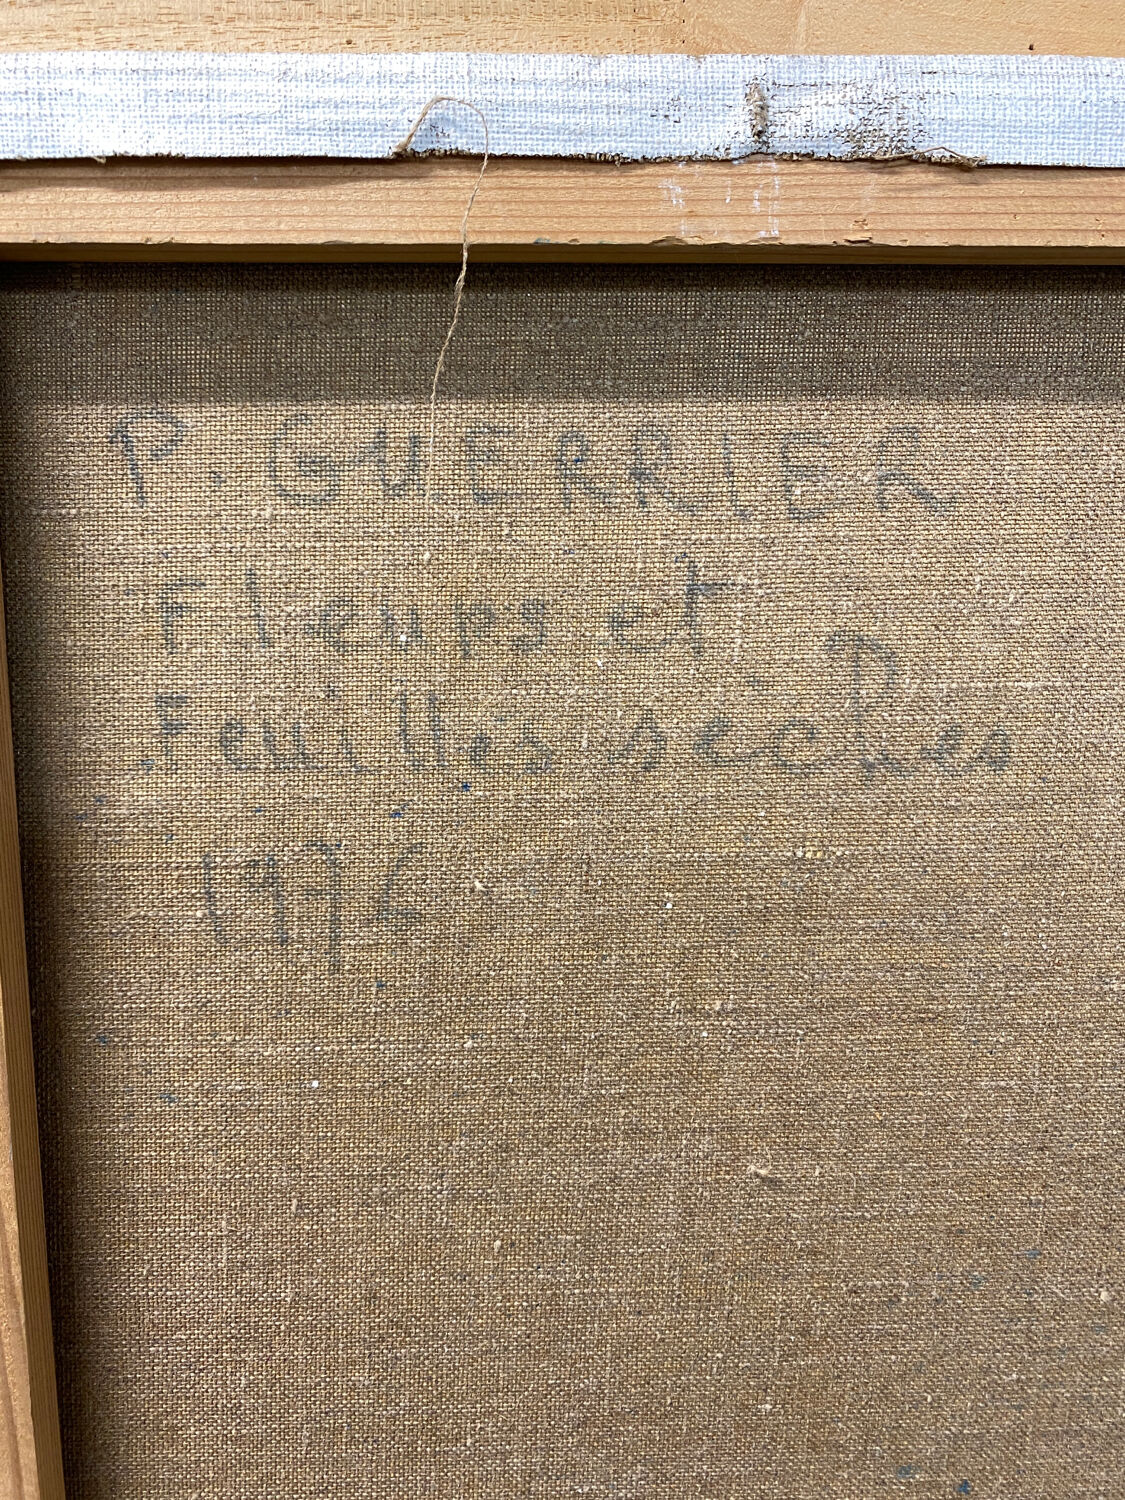 P. GUERRIER
Fleurs et
Feuilles sèches
1976